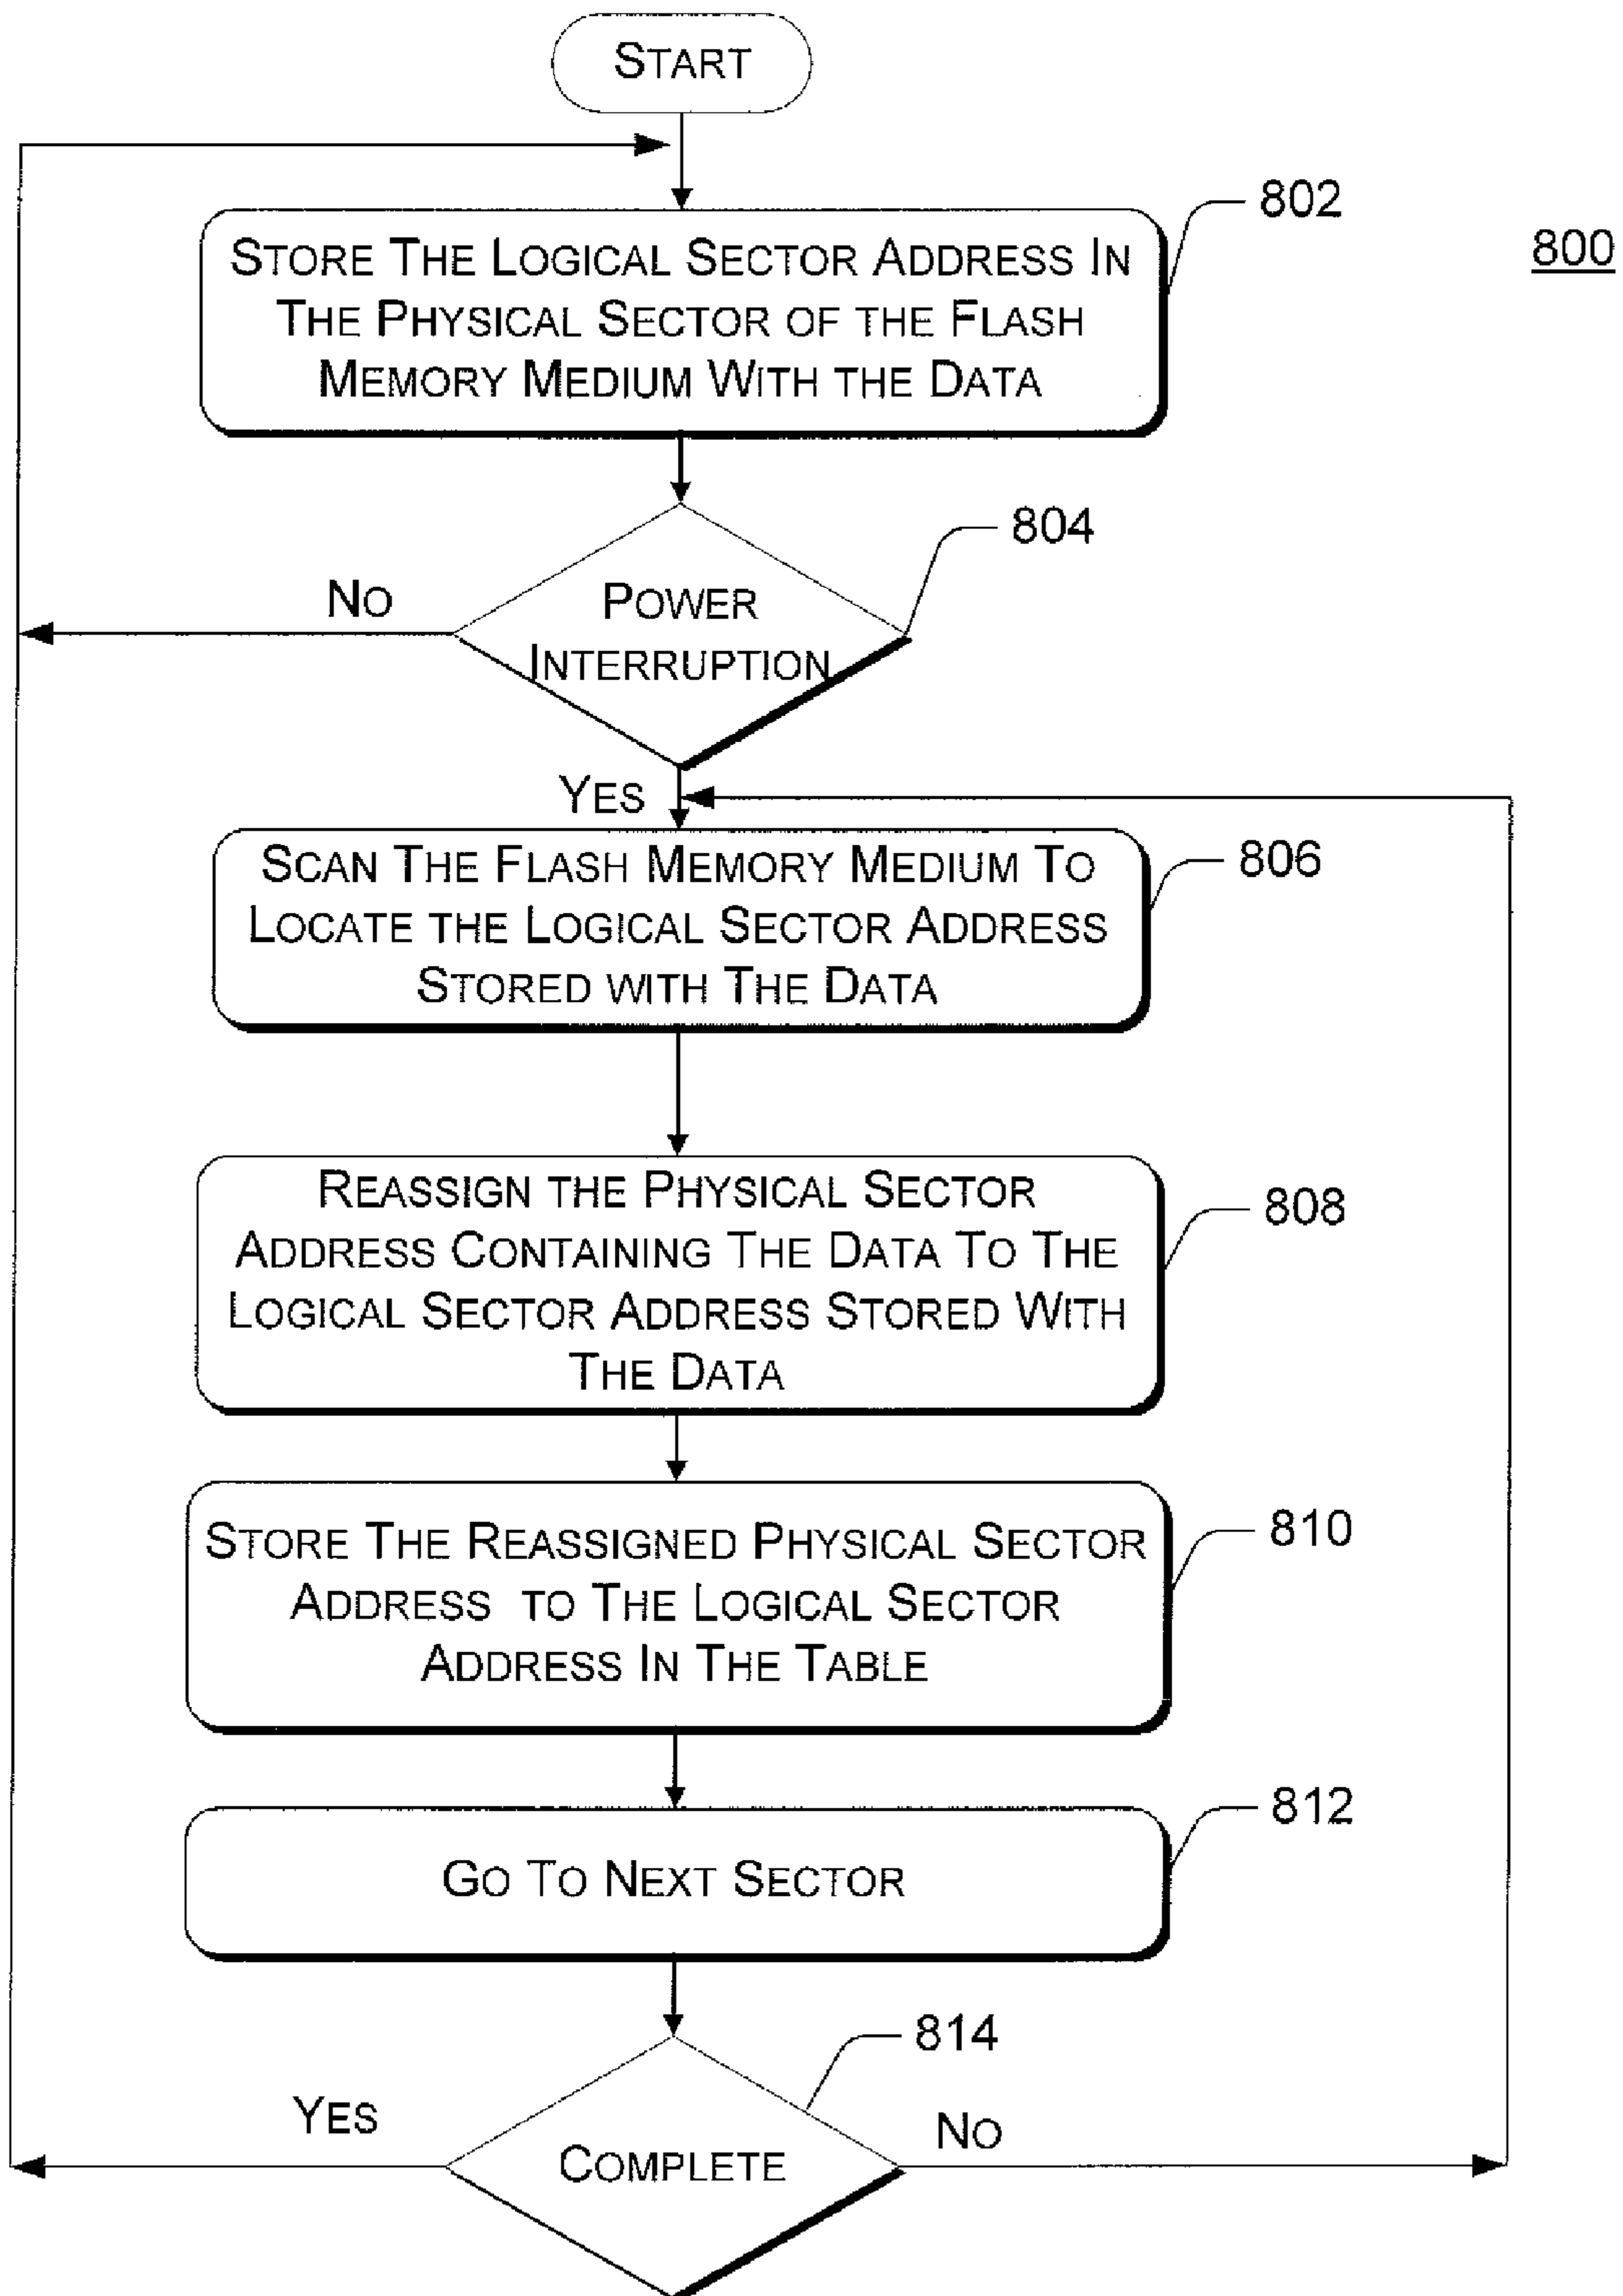 START
802
800
STORE THE LOGICAL SECTOR ADDRESS IN
THE PHYSICAL SECTOR OF THE FLASH
MEMORY MEDIUM WITH THE DATA
804
NO
POWER
INTERRUPTION
YES
806
SCAN THE FLASH MEMORY MEDIUM TO
LOCATE THE LOGICAL SECTOR ADDRESS
STORED WITH THE DATA
808
REASSIGN THE PHYSICAL SECTOR
ADDRESS CONTAINING THE DATA TO THE
LOGICAL SECTOR ADDRESS STORED WITH
THE DATA
810
STORE THE REASSIGNED PHYSICAL SECTOR
ADDRESS TO THE LOGICAL SECTOR
ADDRESS IN THE TABLE
812
GO TO NEXT SECTOR
814
YES
NO
COMPLETE